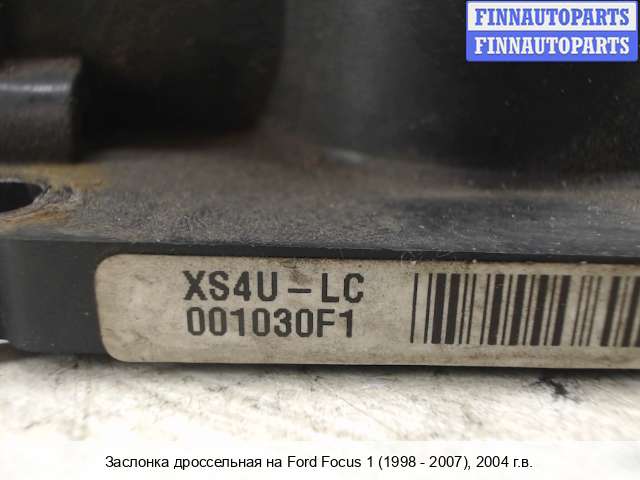 FINNAUTOPARTS
FINNAUTOPARTS
XS4U-LC
001030F1
Заслонка дроссельная на Ford Focus 1 (1998 - 2007), 2004 г.в.